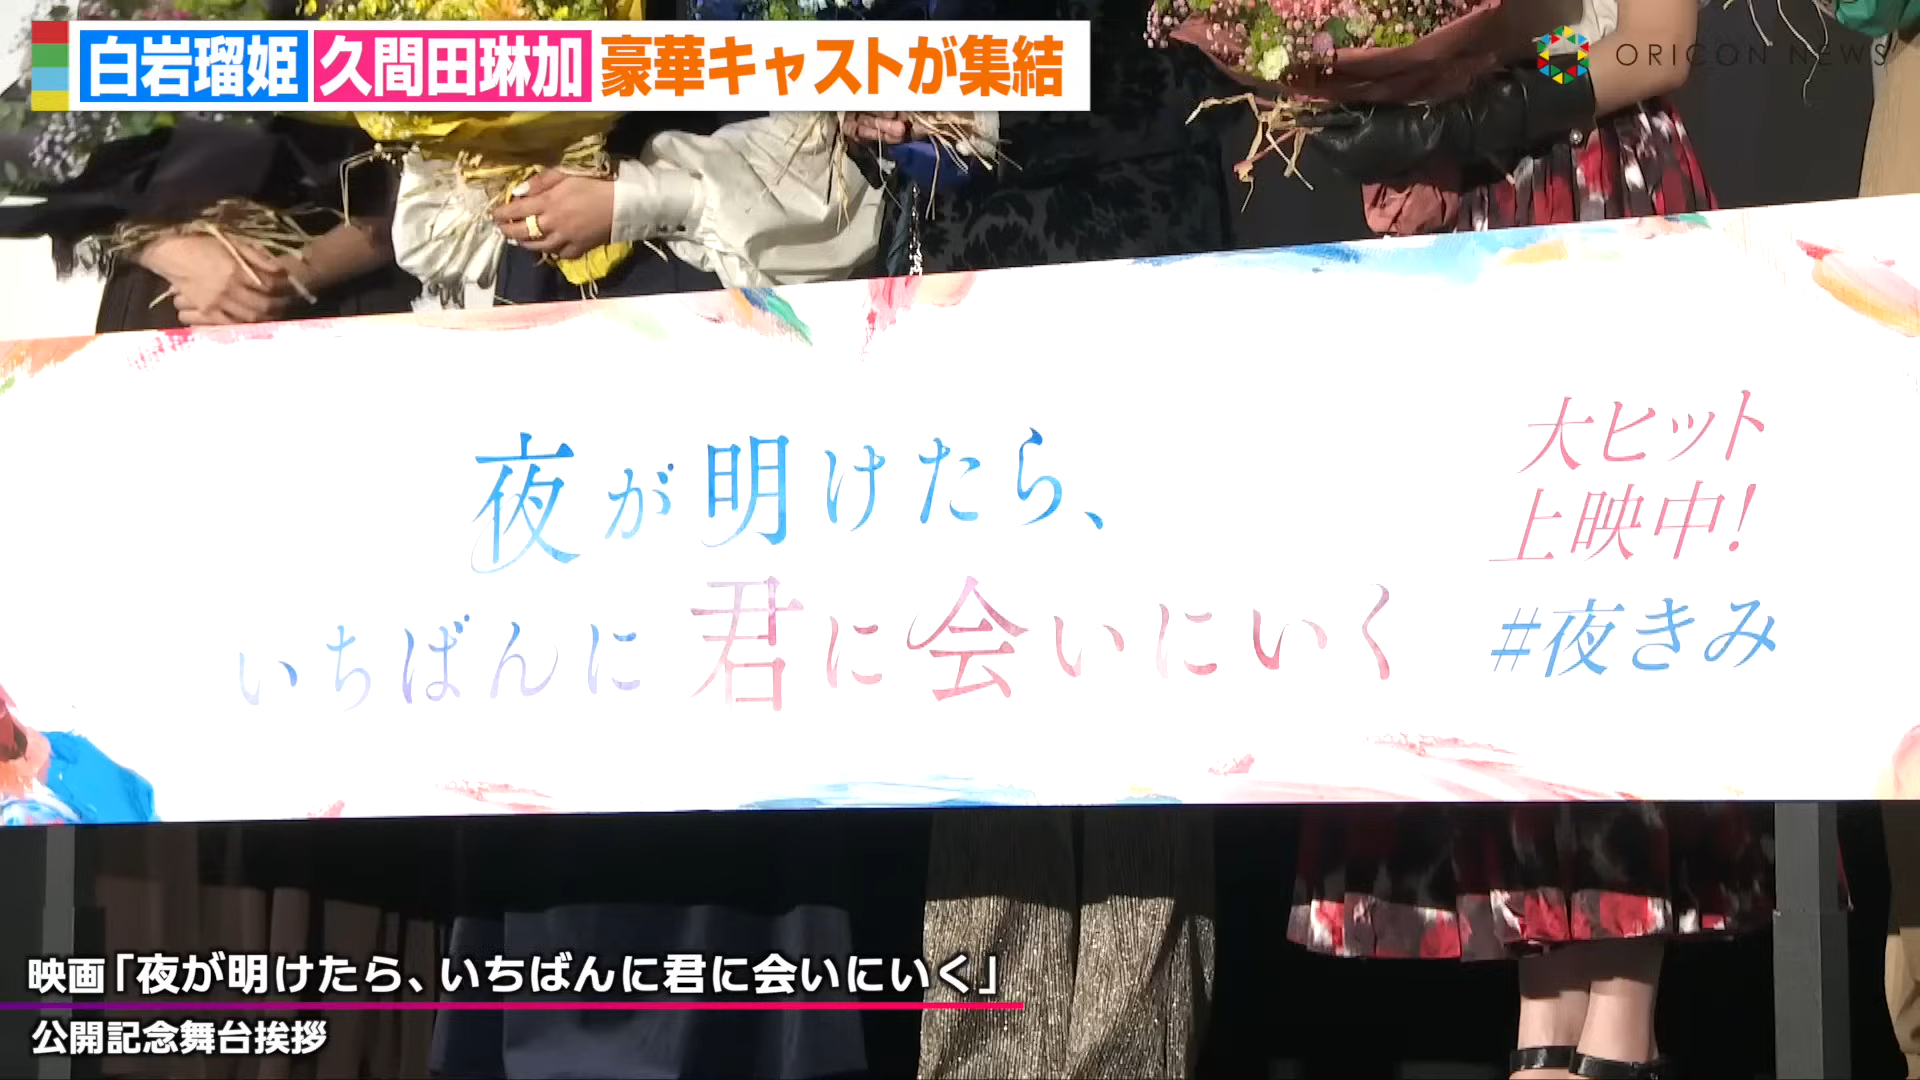 白岩瑠姫 久間田琳加 豪華キャストが集結
ORICON NEWS
夜が明けたら、
いちばんに君に会いにいく
大ヒット
上映中!
#夜きみ
映画「夜が明けたら、いちばんに君に会いにいく」
公開記念舞台挨拶